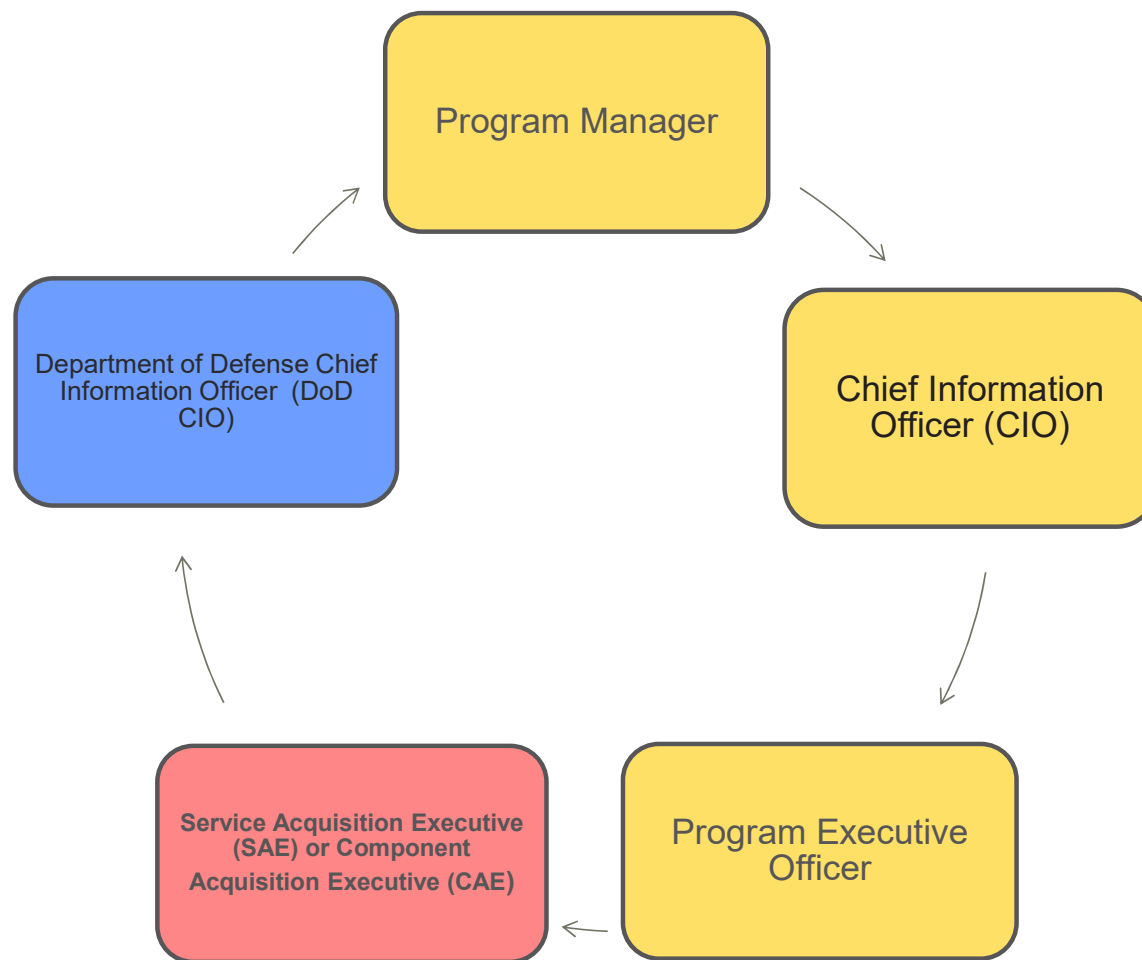 Program Manager
Department of Defense Chief
Information Officer (DoD
CIO)
Chief Information
Officer (CIO)
Service Acquisition Executive
(SAE) or Component
Acquisition Executive (CAE)
Program Executive
Officer